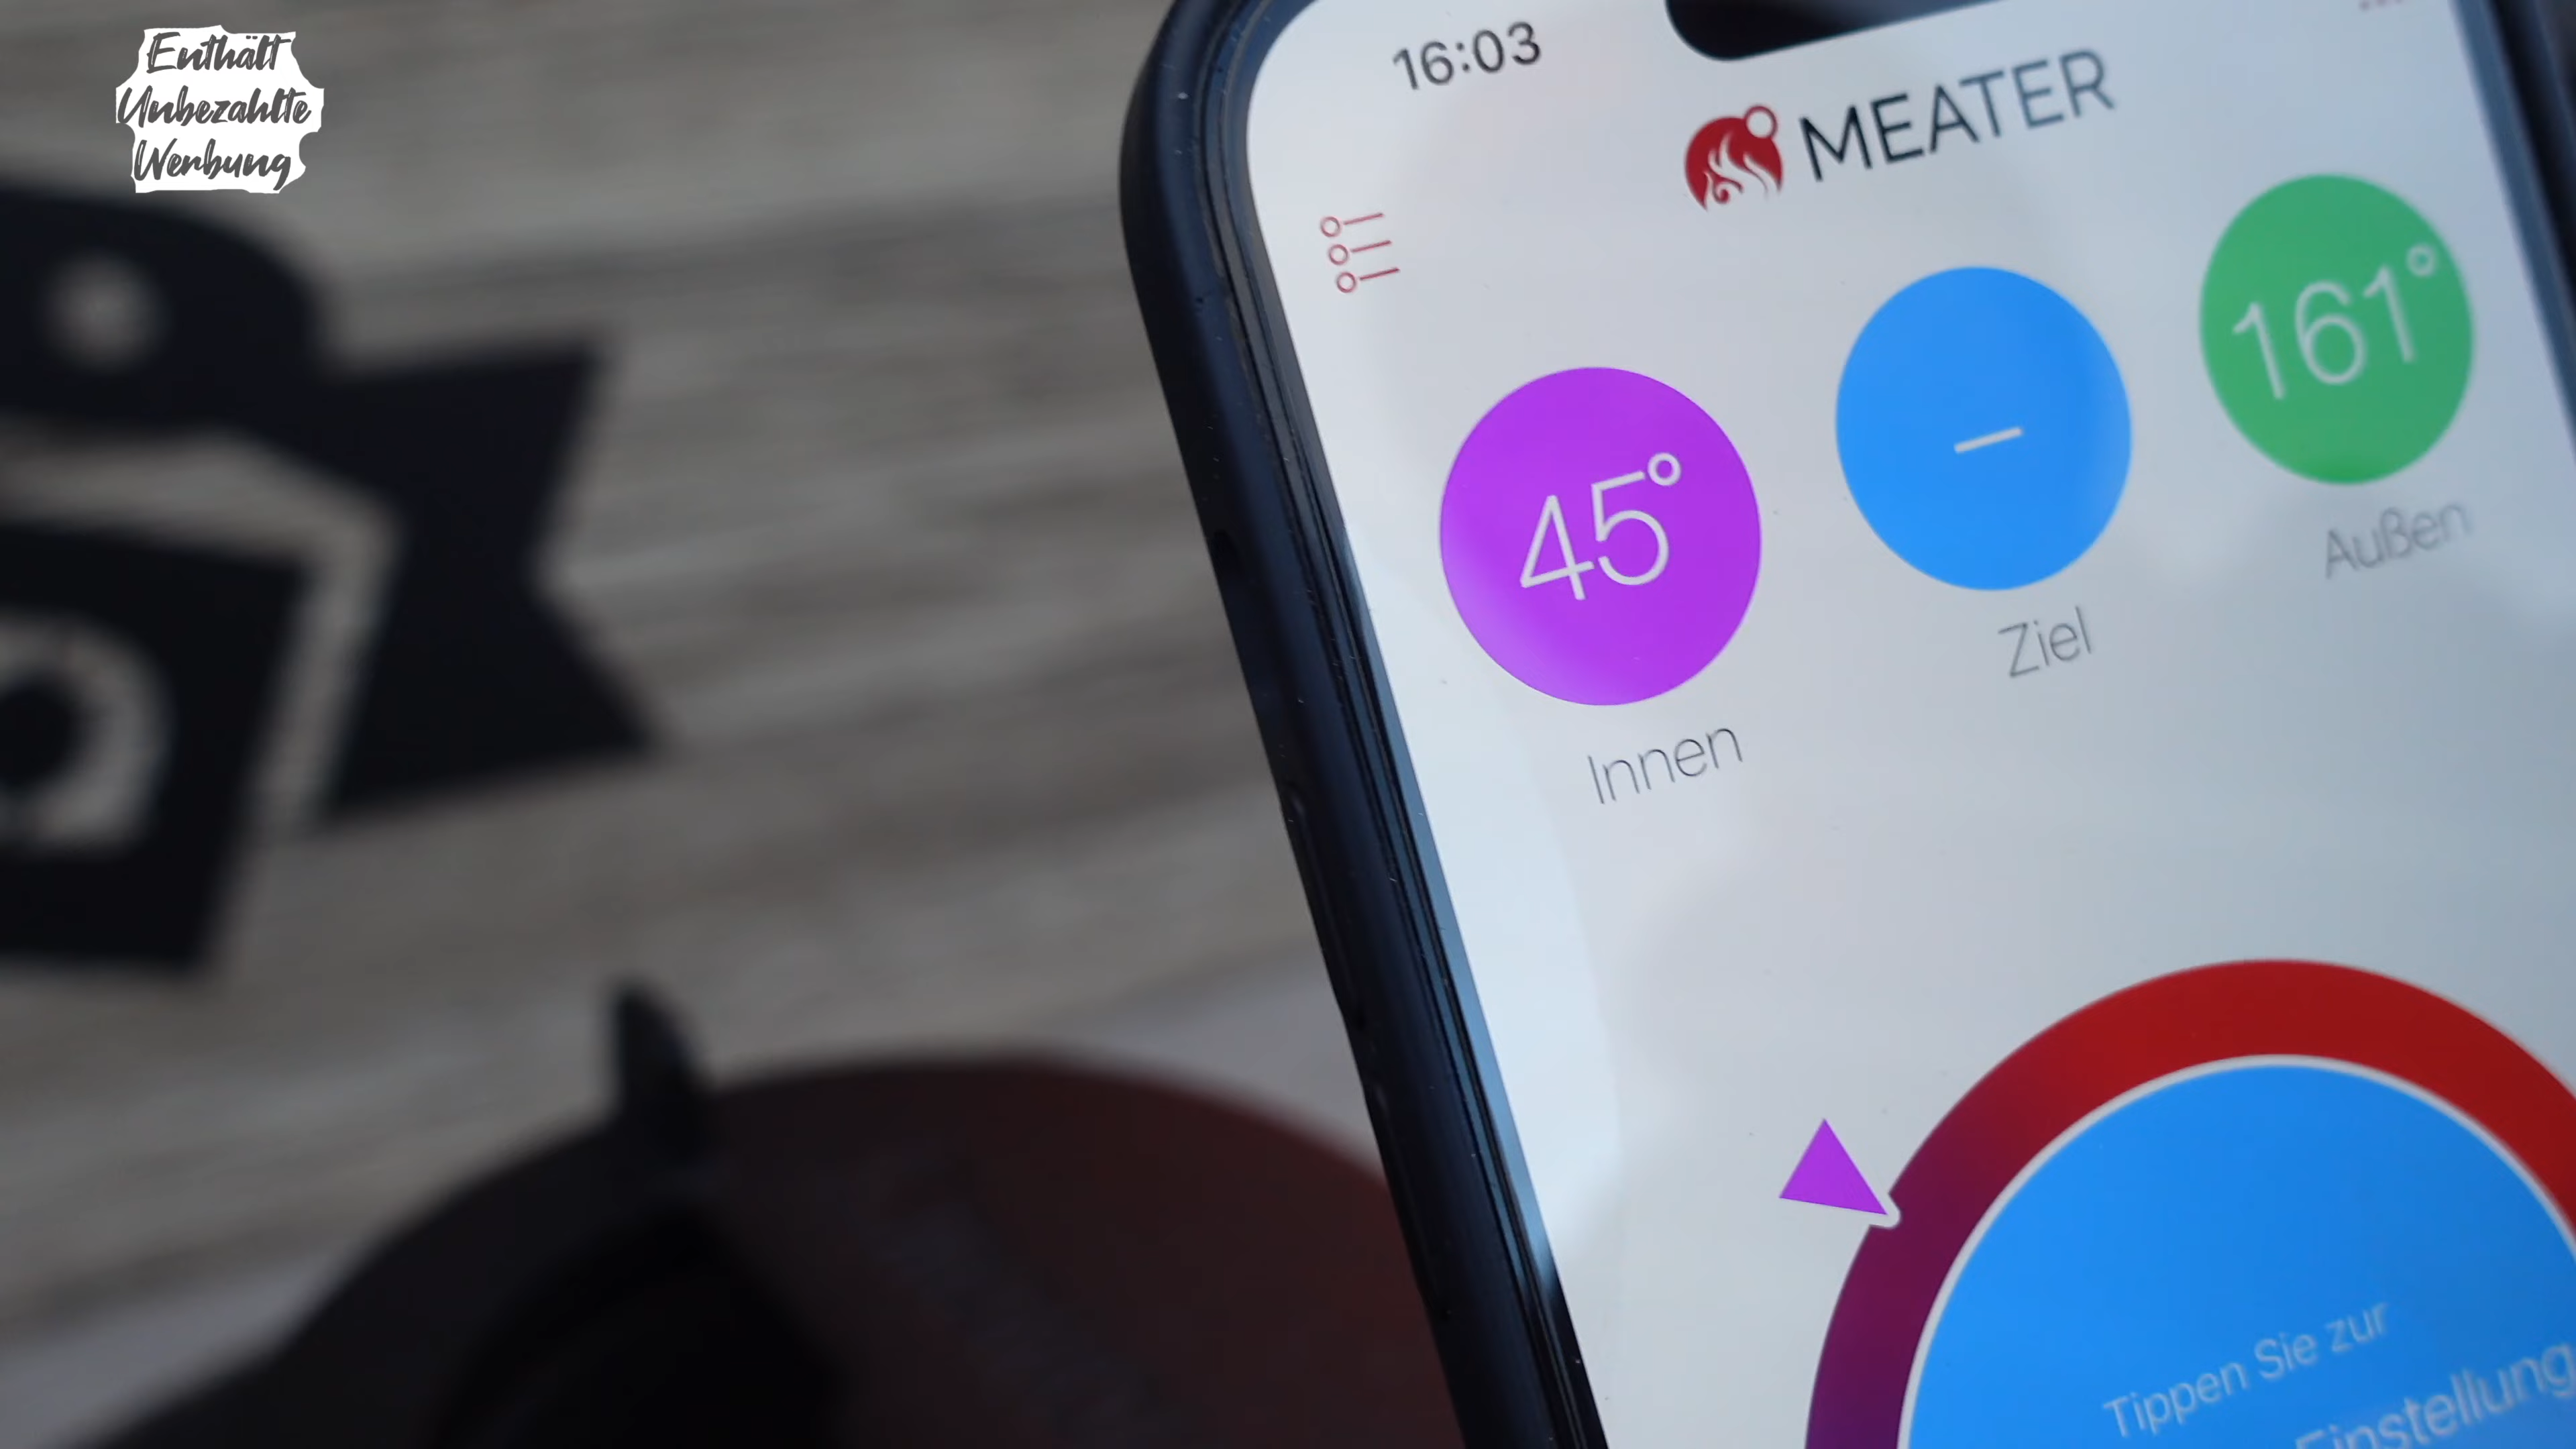 Enthält
Unbezahlte
Werbung
16:03
MEATER
45°
–
161°
Innen
Ziel
Außen
Tippen Sie zur
Einstellung